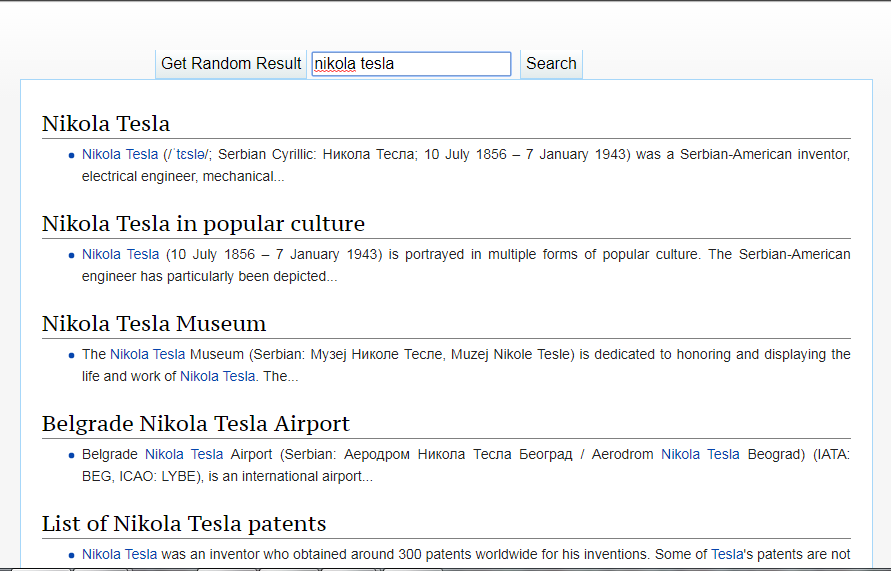 Get Random Result nikola tesla Search
Nikola Tesla
Nikola Tesla (/ˈtɛslə/; Serbian Cyrillic: Никола Тесла; 10 July 1856 – 7 January 1943) was a Serbian-American inventor,
electrical engineer, mechanical...
Nikola Tesla in popular culture
Nikola Tesla (10 July 1856 – 7 January 1943) is portrayed in multiple forms of popular culture. The Serbian-American
engineer has particularly been depicted...
Nikola Tesla Museum
The Nikola Tesla Museum (Serbian: Музеј Николе Тесле, Muzej Nikole Tesle) is dedicated to honoring and displaying the
life and work of Nikola Tesla. The...
Belgrade Nikola Tesla Airport
Belgrade Nikola Tesla Airport (Serbian: Аеродром Никола Тесла Београд / Aerodrom Nikola Tesla Beograd) (IATA:
BEG, ICAO: LYBE), is an international airport...
List of Nikola Tesla patents
Nikola Tesla was an inventor who obtained around 300 patents worldwide for his inventions. Some of Tesla's patents are not